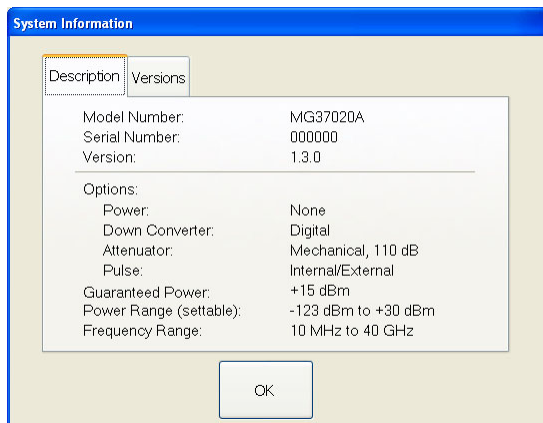 System Information
Description Versions
Model Number: MG37020A
Serial Number: 000000
Version: 1.3.0
Options:
Power: None
Down Converter: Digital
Attenuator: Mechanical, 110 dB
Pulse: Internal/External
Guaranteed Power: +15 dBm
Power Range (settable): -123 dBm to +30 dBm
Frequency Range: 10 MHz to 40 GHz
OK